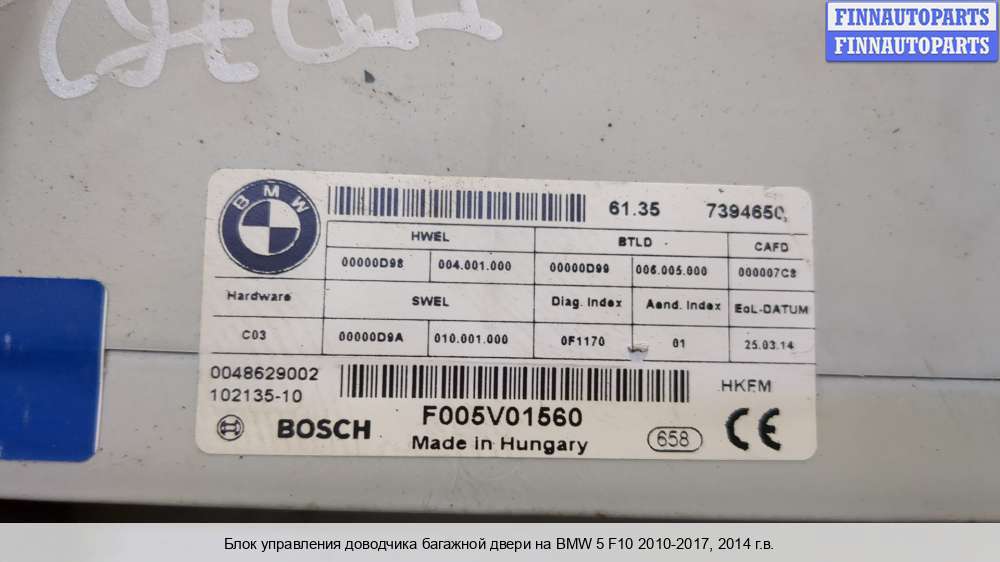 FINNAUTOPARTS
FINNAUTOPARTS
BMW
61.35 7394650
HWEL BTLD CAFD
00000D98 004.001.000 00000D99 006.005.000 000007C8
Hardware SWEL Diag. Index Aend. Index EoL-DATUM
C03 00000D9A 010.001.000 0F1170 01 25.03.14
0048629002
102135-10
HKFM
F005V01560
BOSCH
Made in Hungary
658
CE
Блок управления доводчика багажной двери на BMW 5 F10 2010-2017, 2014 г.в.